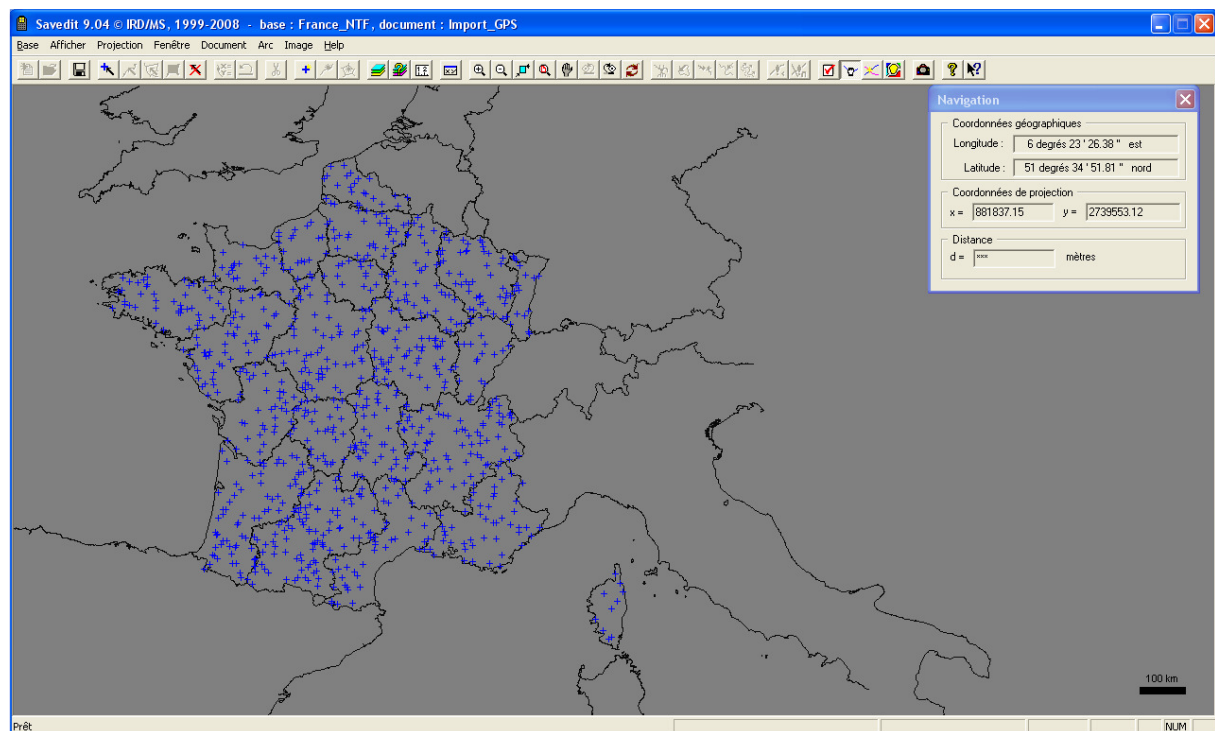 Savedit 9.04 © IRD/MS, 1999-2008 - base : France_NTF, document : Import_GPS
Base Afficher Projection Fenêtre Document Arc Image Help
Navigation
Coordonnées géographiques
Longitude : 6 degrés 23 ' 26.38 " est
Latitude : 51 degrés 34 ' 51.81 " nord
Coordonnées de projection
x = 881837.15 y = 2739553.12
Distance
d = *** mètres
100 km
Prêt NUM